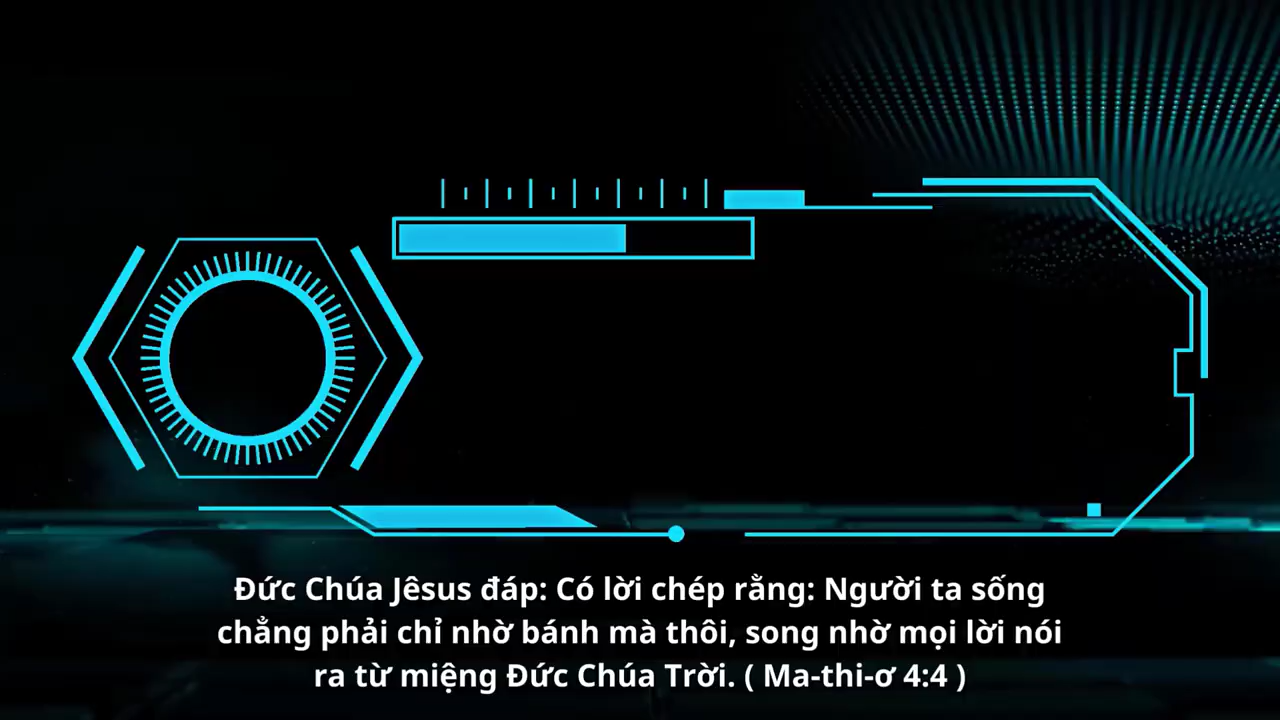 Đức Chúa Jêsus đáp: Có lời chép rằng: Người ta sống
chẳng phải chỉ nhờ bánh mà thôi, song nhờ mọi lời nói
ra từ miệng Đức Chúa Trời. ( Ma-thi-ơ 4:4 )